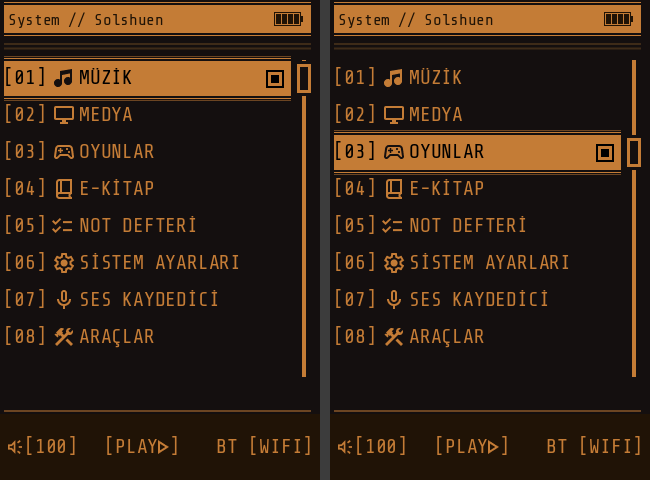 System // Solshuen
[01] MÜZİK
[02] MEDYA
[03] OYUNLAR
[04] E-KİTAP
[05] NOT DEFTERİ
[06] SİSTEM AYARLARI
[07] SES KAYDEDİCİ
[08] ARAÇLAR
[100] [PLAY] BT [WIFI]
System // Solshuen
[01] MÜZİK
[02] MEDYA
[03] OYUNLAR
[04] E-KİTAP
[05] NOT DEFTERİ
[06] SİSTEM AYARLARI
[07] SES KAYDEDİCİ
[08] ARAÇLAR
[100] [PLAY] BT [WIFI]